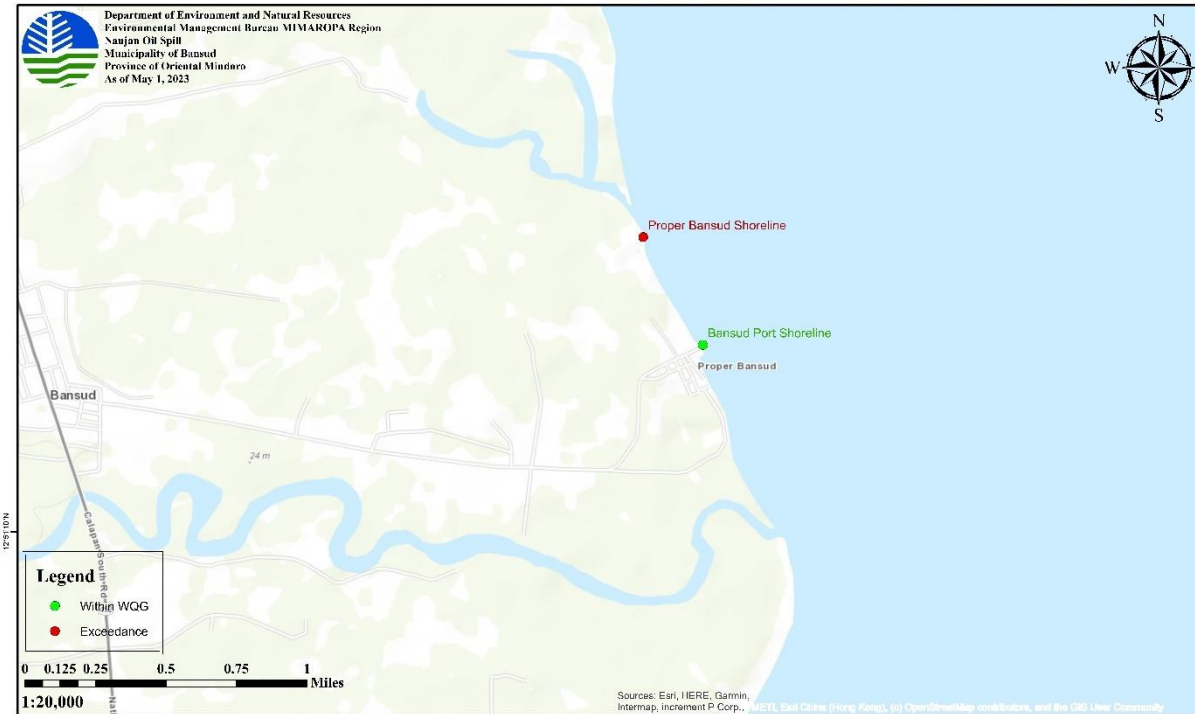 Department of Environment and Natural Resources
Environmental Management Bureau MIMAROPA Region
Naujan Oil Spill
Municipality of Bansud
Province of Oriental Mindoro
As of May 1, 2023
N
W
S
Proper Bansud Shoreline
Bansud Port Shoreline
Proper Bansud
Bansud
24 m
12°51'10"N
Calapan South Rd
Legend
Within WQG
Exceedance
0 0.125 0.25 0.5 0.75 1
Miles
1:20,000
Sources: Esri, HERE, Garmin,
Intermap, increment P Corp., METI, Esri China (Hong Kong), (c) OpenStreetMap contributors, and the GIS User Community